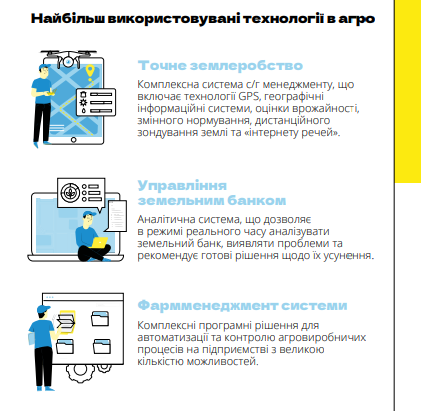 Найбільш використовувані технології в агро
Точне землеробство
Комплексна система с/г менеджменту, що
включає технології GPS, географічні
інформаційні системи, оцінки врожайності,
змінного нормування, дистанційного
зондування землі та «інтернету речей».
Управління
земельним банком
Аналітична система, що дозволяє
в режимі реального часу аналізувати
земельний банк, виявляти проблеми та
рекомендує готові рішення щодо їх усунення.
Фармменеджмент системи
Комплексні програмні рішення для
автоматизації та контролю агровиробничих
процесів на підприємстві з великою
кількістю можливостей.